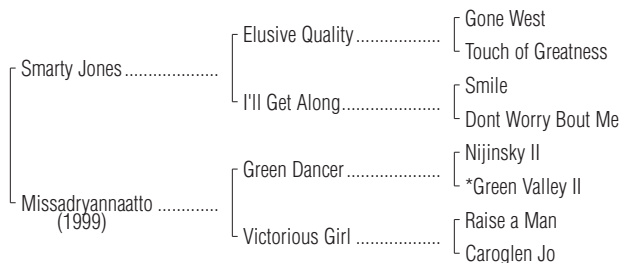 Gone West
Elusive Quality..................
Touch of Greatness
Smarty Jones....................
Smile
I'll Get Along.....................
Dont Worry Bout Me
Nijinsky II
Green Dancer....................
*Green Valley II
Missadryannaatto .............
(1999)
Raise a Man
Victorious Girl ..................
Caroglen Jo